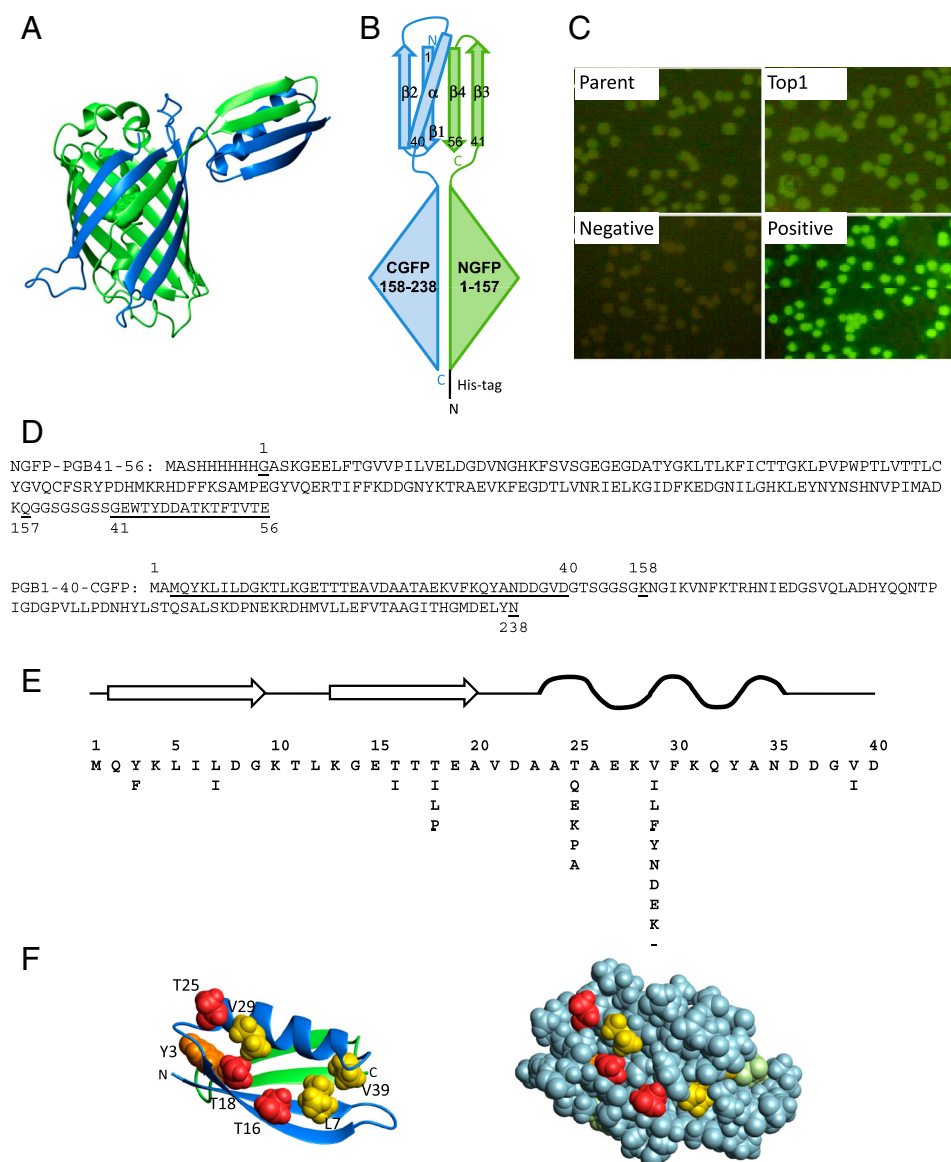 A
B
C
N
1
β2
α
β4
β3
β1
40
56
41
C
CGFP
158-238
NGFP
1-157
C
His-tag
N
Parent
Top1
Negative
Positive
D
1
NGFP-PGB41-56: MASHHHHHHGASKGEELFTGVVPILVELDGDVNGHKFSVSGEGEGDATYGKLTLKFICTTGKLPVPWPTLVTTLC
YGVQCFSRYPDHMKRHDFFKSAMPEGYVQERTIFFKDDGNYKTRAEVKFEGDTLVNRIELKGIDFKEDGNILGHKLEYNYNSHNVPIMAD
KQGGSGSGSSGEWTYDDATKTFTVTE
157 41 56
1 40 158
PGB1-40-CGFP: MAMQYKLILDGKTLKGETTTEAVDAATAEKVFKQYANDDGVDGTSGGSGKNGIKVNFKTRHNIEDGSVQLADHYQQNTP
IGDGPVLLPDNHYLSTQSALSKDPNEKRDHMVLLEFVTAAGITHGMDELYN
238
E
1 5 10 15 20 25 30 35 40
M Q Y K L I L D G K T L K G E T T T E A V D A A T A E K V F K Q Y A N D D G V D
F I I I Q I I
L E L
P K F
P Y
A N
D
E
K
-
F
T25
V29
Y3
N
C
V39
T18
L7
T16